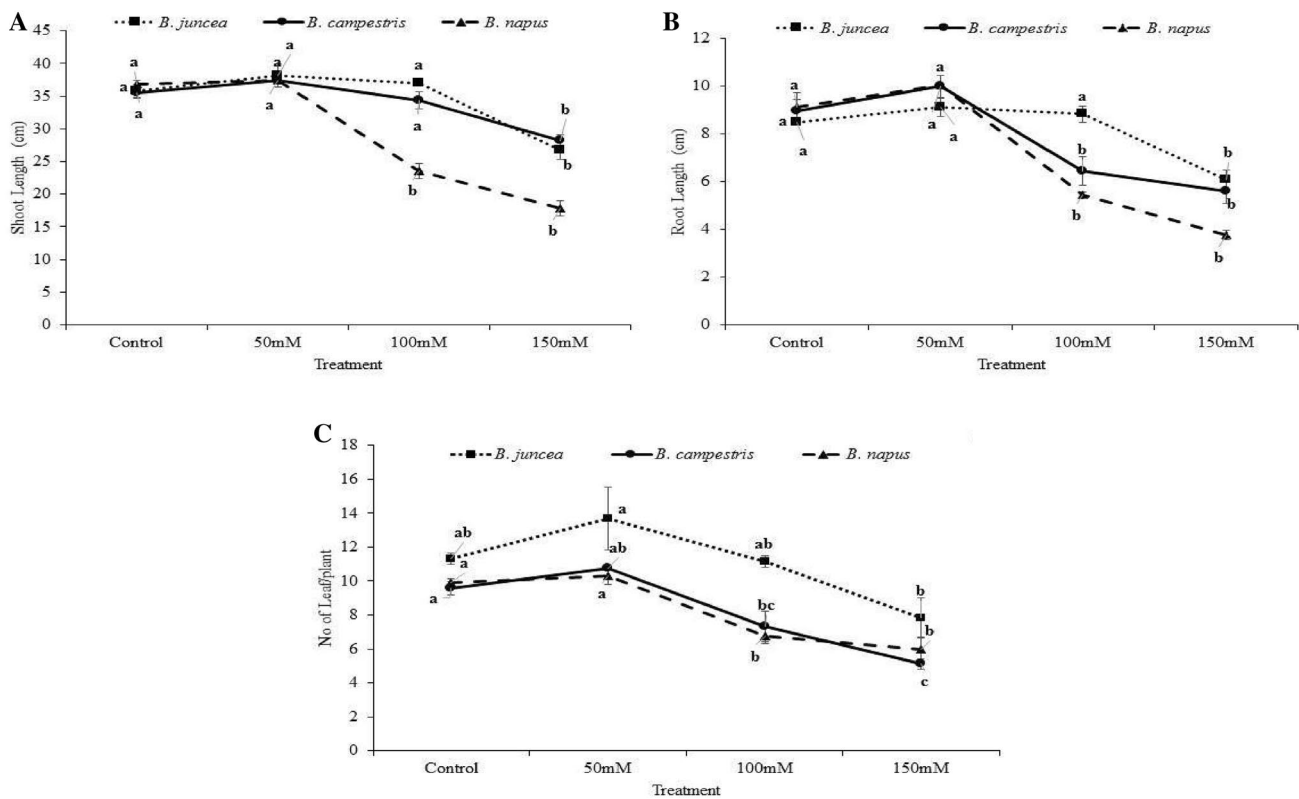 A
B. juncea B. campestris B. napus
45
40
35
30
25
20
15
10
5
0
Shoot Length (cm)
a
a
a
a
a
a
a
b
b
b
b
Control 50mM 100mM 150mM
Treatment
B
B. juncea B. campestris B. napus
12
10
8
6
4
2
0
Root Length (cm)
a
a
a
a
a
a
a
b
b
b
b
b
Control 50mM 100mM 150mM
Treatment
C
B. juncea B. campestris B. napus
18
16
14
12
10
8
6
4
2
0
No of Leaf/plant
ab
a
a
a
ab
a
ab
bc
b
b
b
c
Control 50mM 100mM 150mM
Treatment